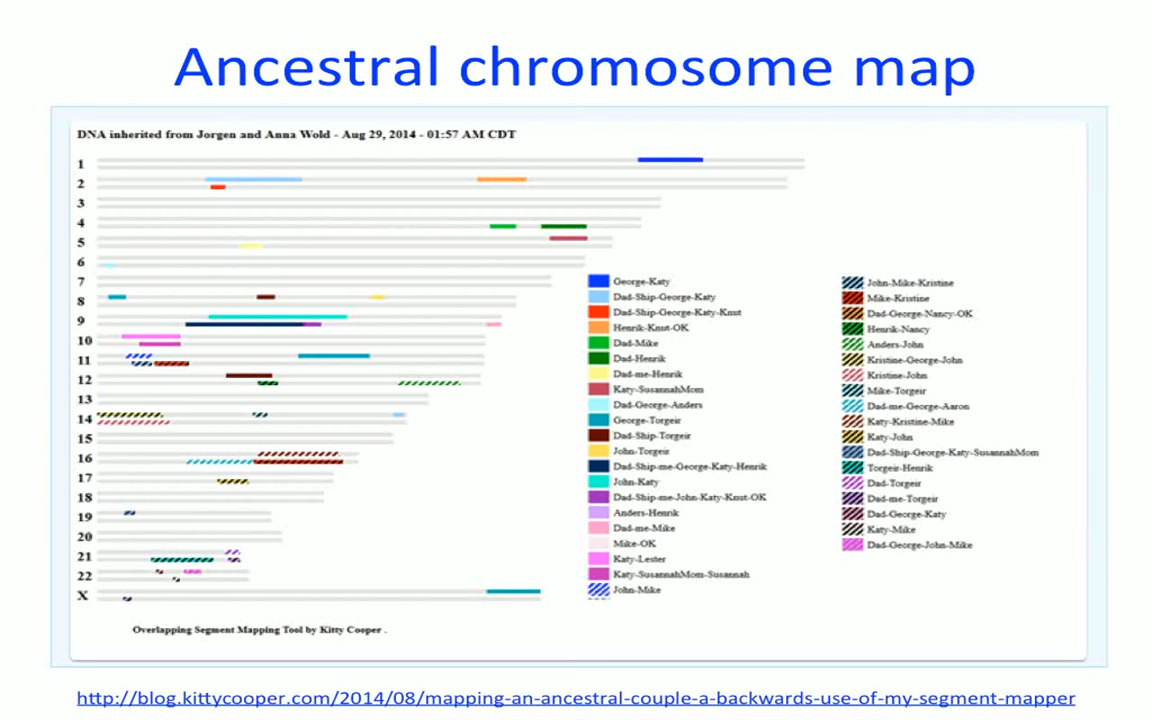 Ancestral chromosome map
DNA inherited from Jorgen and Anna Wold - Aug 29, 2014 - 01:57 AM CDT
1
2
3
4
5
6
7
8
9
10
11
12
13
14
15
16
17
18
19
20
21
22
X
George-Katy
Dad-Ship-George-Katy
Dad-Ship-George-Katy-Knut
Henrik-Knut-OK
Dad-Mike
Dad-Henrik
Dad-me-Henrik
Katy-SusannahMom
Dad-George-Anders
George-Torgeir
Dad-Ship-Torgeir
John-Torgeir
Dad-Ship-me-George-Katy-Henrik
John-Katy
Dad-Ship-me-John-Katy-Knut-OK
Anders-Henrik
Dad-me-Mike
Mike-OK
Katy-Lester
Katy-SusannahMom-Susannah
John-Mike
John-Mike-Kristine
Mike-Kristine
Dad-George-Nancy-OK
Henrik-Nancy
Anders-John
Kristine-George-John
Kristine-John
Mike-Torgeir
Dad-me-George-Aaron
Katy-Kristine-Mike
Katy-John
Dad-Ship-George-Katy-SusannahMom
Torgeir-Henrik
Dad-Torgeir
Dad-me-Torgeir
Dad-George-Katy
Katy-Mike
Dad-George-John-Mike
Overlapping Segment Mapping Tool by Kitty Cooper .
http://blog.kittycooper.com/2014/08/mapping-an-ancestral-couple-a-backwards-use-of-my-segment-mapper